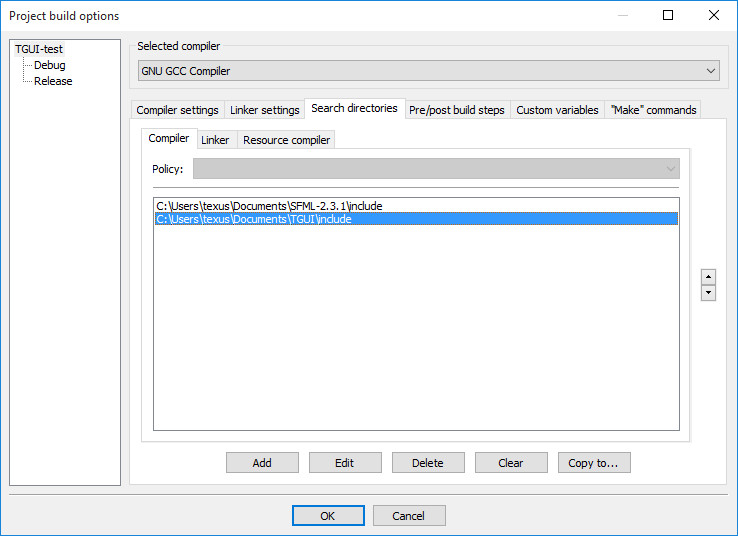 Project build options
TGUI-test
Debug
Release
Selected compiler
GNU GCC Compiler
Compiler settings Linker settings Search directories Pre/post build steps Custom variables "Make" commands
Compiler Linker Resource compiler
Policy:
C:\Users\texus\Documents\SFML-2.3.1\include
C:\Users\texus\Documents\TGUI\include
Add Edit Delete Clear Copy to...
OK Cancel